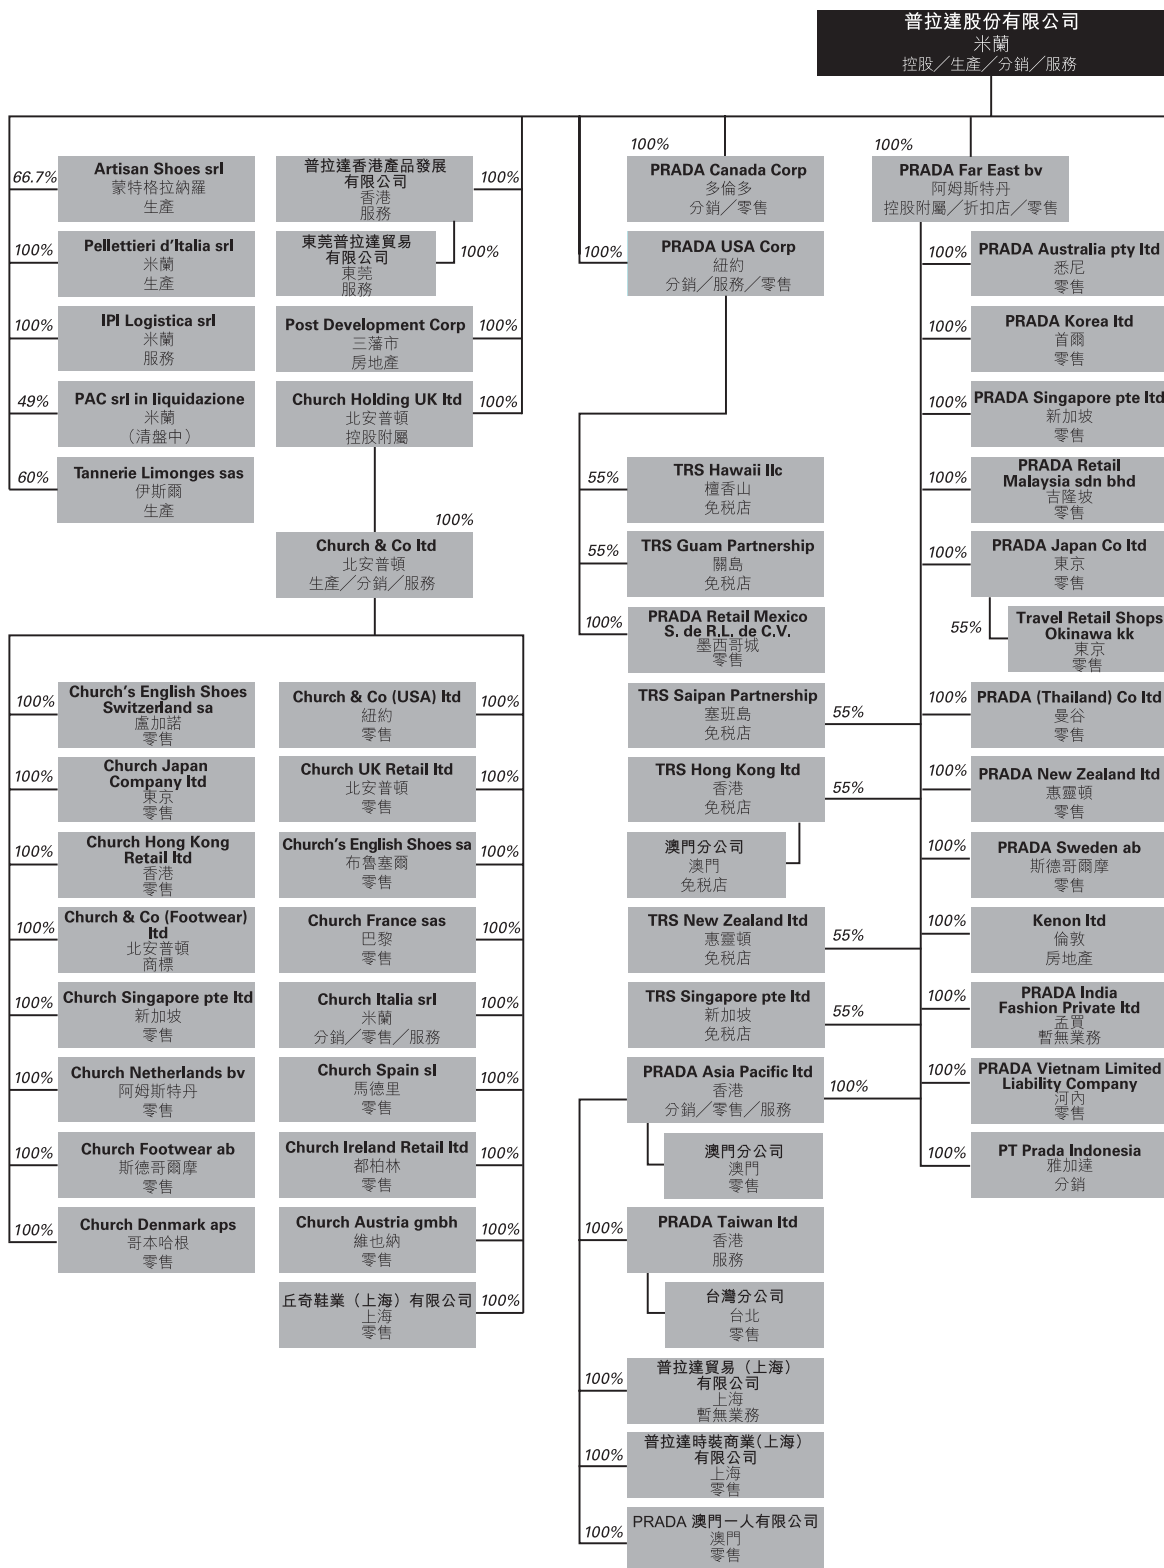 普拉達股份有限公司
米蘭
控股／生產／分銷／服務
66.7%
Artisan Shoes srl
蒙特格拉納羅
生產
100%
Pellettieri d'Italia srl
米蘭
生產
100%
IPI Logistica srl
米蘭
服務
49%
PAC srl in liquidazione
米蘭
（清盤中）
60%
Tannerie Limonges sas
伊斯爾
生產
普拉達香港產品發展
有限公司
香港
服務
100%
東莞普拉達貿易
有限公司
東莞
服務
100%
Post Development Corp
三藩市
房地產
100%
Church Holding UK ltd
北安普頓
控股附屬
100%
100%
Church & Co ltd
北安普頓
生產／分銷／服務
100%
Church's English Shoes
Switzerland sa
盧加諾
零售
100%
Church Japan
Company ltd
東京
零售
100%
Church Hong Kong
Retail ltd
香港
零售
100%
Church & Co (Footwear)
ltd
北安普頓
商標
100%
Church Singapore pte ltd
新加坡
零售
100%
Church Netherlands bv
阿姆斯特丹
零售
100%
Church Footwear ab
斯德哥爾摩
零售
100%
Church Denmark aps
哥本哈根
零售
Church & Co (USA) ltd
紐約
零售
100%
Church UK Retail ltd
北安普頓
零售
100%
Church's English Shoes sa
布魯塞爾
零售
100%
Church France sas
巴黎
零售
100%
Church Italia srl
米蘭
分銷／零售／服務
100%
Church Spain sl
馬德里
零售
100%
Church Ireland Retail ltd
都柏林
零售
100%
Church Austria gmbh
維也納
零售
100%
丘奇鞋業（上海）有限公司
上海
零售
100%
100%
PRADA Canada Corp
多倫多
分銷／零售
100%
PRADA USA Corp
紐約
分銷／服務／零售
55%
TRS Hawaii llc
檀香山
免稅店
55%
TRS Guam Partnership
關島
免稅店
100%
PRADA Retail Mexico
S. de R.L. de C.V.
墨西哥城
零售
TRS Saipan Partnership
塞班島
免稅店
55%
TRS Hong Kong ltd
香港
免稅店
55%
澳門分公司
澳門
免稅店
TRS New Zealand ltd
惠靈頓
免稅店
55%
TRS Singapore pte ltd
新加坡
免稅店
55%
PRADA Asia Pacific ltd
香港
分銷／零售／服務
100%
澳門分公司
澳門
零售
100%
PRADA Taiwan ltd
香港
服務
台灣分公司
台北
零售
100%
普拉達貿易（上海）
有限公司
上海
暫無業務
100%
普拉達時裝商業(上海)
有限公司
上海
零售
100%
PRADA 澳門一人有限公司
澳門
零售
100%
PRADA Far East bv
阿姆斯特丹
控股附屬／折扣店／零售
100%
PRADA Australia pty ltd
悉尼
零售
100%
PRADA Korea ltd
首爾
零售
100%
PRADA Singapore pte ltd
新加坡
零售
100%
PRADA Retail
Malaysia sdn bhd
吉隆坡
零售
100%
PRADA Japan Co ltd
東京
零售
55%
Travel Retail Shops
Okinawa kk
東京
零售
100%
PRADA (Thailand) Co ltd
曼谷
零售
100%
PRADA New Zealand ltd
惠靈頓
零售
100%
PRADA Sweden ab
斯德哥爾摩
零售
100%
Kenon ltd
倫敦
房地產
100%
PRADA India
Fashion Private ltd
孟買
暫無業務
100%
PRADA Vietnam Limited
Liability Company
河內
零售
100%
PT Prada Indonesia
雅加達
分銷